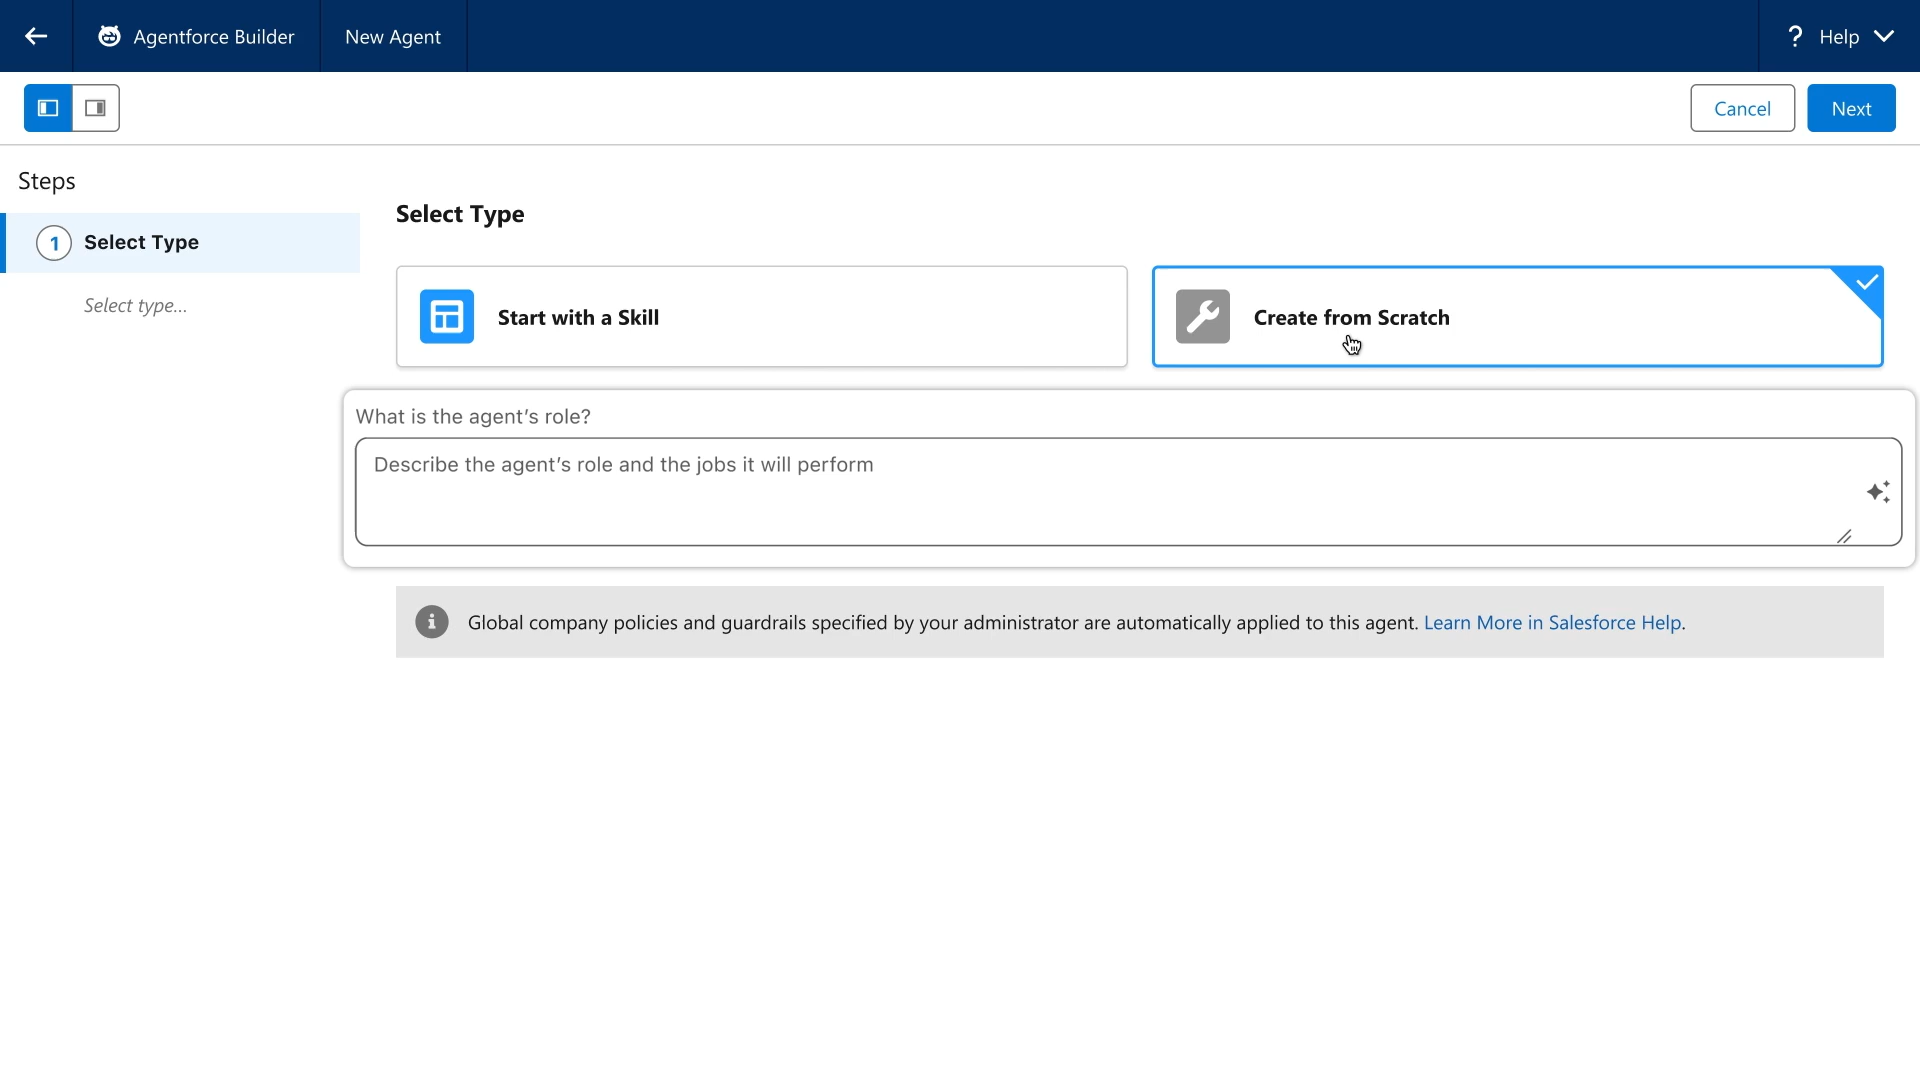 Agentforce Builder
New Agent
? Help
Cancel
Next
Steps
1 Select Type
Select type...
Select Type
Start with a Skill
Create from Scratch
What is the agent's role?
Describe the agent's role and the jobs it will perform
Global company policies and guardrails specified by your administrator are automatically applied to this agent. Learn More in Salesforce Help.